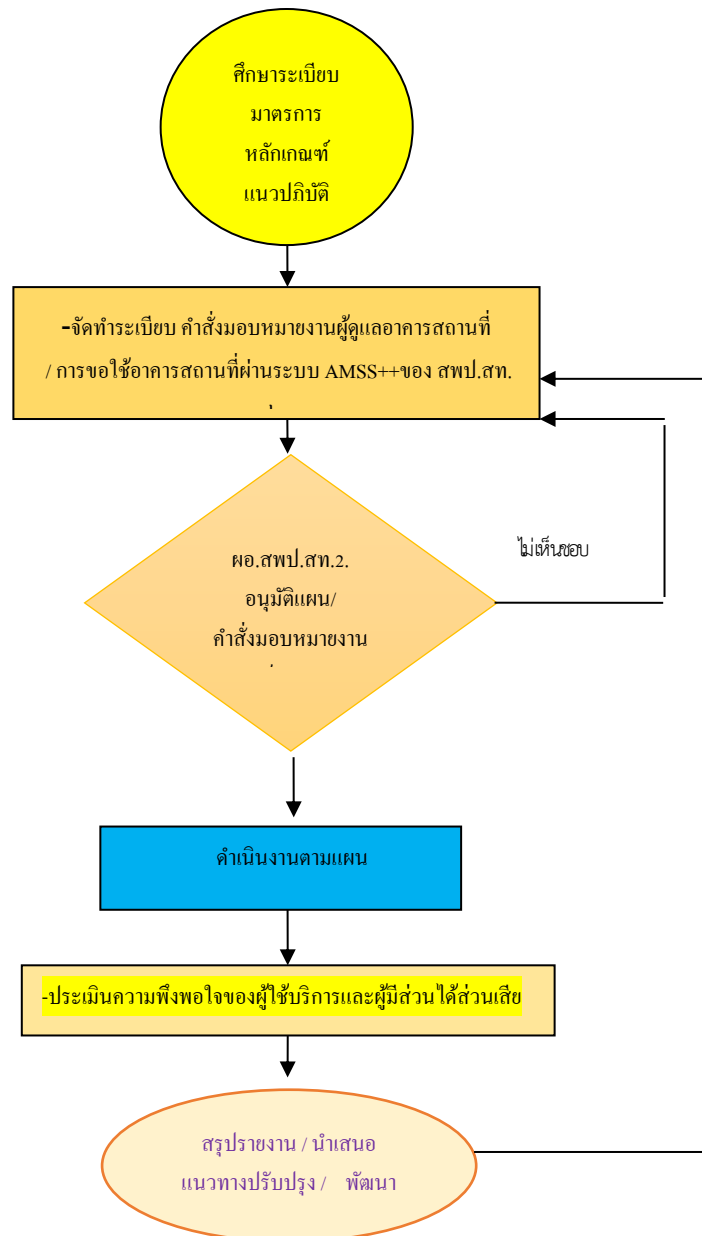 ศึกษาระเบียบ
มาตรการ
หลักเกณฑ์
แนวปภิบัติ
-จัดทำระเบียบ คำสั่งมอบหมายงานผู้ดูแลอาคารสถานที่
/ การขอใช้อาคารสถานที่ผ่านระบบ AMSS++ของ สพป.สท.
ไม่เห็นชอบ
ผอ.สพป.สท.2.
อนุมัติแผน/
คำสั่งมอบหมายงาน
ดำเนินงานตามแผน
-ประเมินความพึงพอใจของผู้ใช้บริการและผู้มีส่วนได้ส่วนเสีย
สรุปรายงาน / นำเสนอ
แนวทางปรับปรุง / พัฒนา